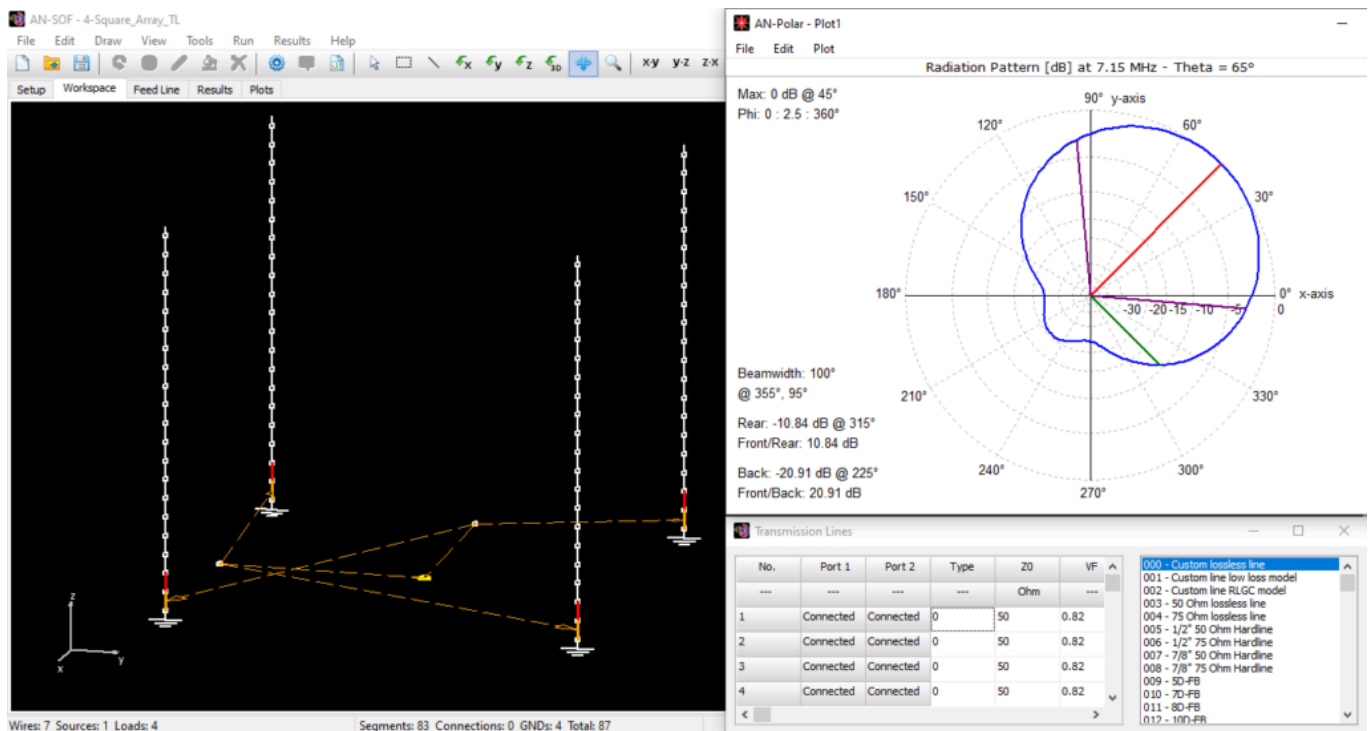 AN-SOF - 4-Square_Array_TL
File Edit Draw View Tools Run Results Help
x y z 3D x-y y-z z-x
Setup Workspace Feed Line Results Plots
z
x
y
Wires: 7 Sources: 1 Loads: 4
Segments: 83 Connections: 0 GNDs: 4 Total: 87
AN-Polar - Plot1
File Edit Plot
Radiation Pattern [dB] at 7.15 MHz - Theta = 65°
Max: 0 dB @ 45°
Phi: 0 : 2.5 : 360°
90° y-axis
120° 60°
150° 30°
180° 0° x-axis
-30 -20 -15 -10 -5 0
210° 330°
240° 300°
270°
Beamwidth: 100°
@ 355°, 95°
Rear: -10.84 dB @ 315°
Front/Rear: 10.84 dB
Back: -20.91 dB @ 225°
Front/Back: 20.91 dB
Transmission Lines
No. Port 1 Port 2 Type Z0 VF
--- --- --- --- Ohm ---
1 Connected Connected 0 50 0.82
2 Connected Connected 0 50 0.82
3 Connected Connected 0 50 0.82
4 Connected Connected 0 50 0.82
000 - Custom lossless line
001 - Custom line low loss model
002 - Custom line RLGC model
003 - 50 Ohm lossless line
004 - 75 Ohm lossless line
005 - 1/2" 50 Ohm Hardline
006 - 1/2" 75 Ohm Hardline
007 - 7/8" 50 Ohm Hardline
008 - 7/8" 75 Ohm Hardline
009 - 5D-FB
010 - 7D-FB
011 - 8D-FB
012 - 10D-FB